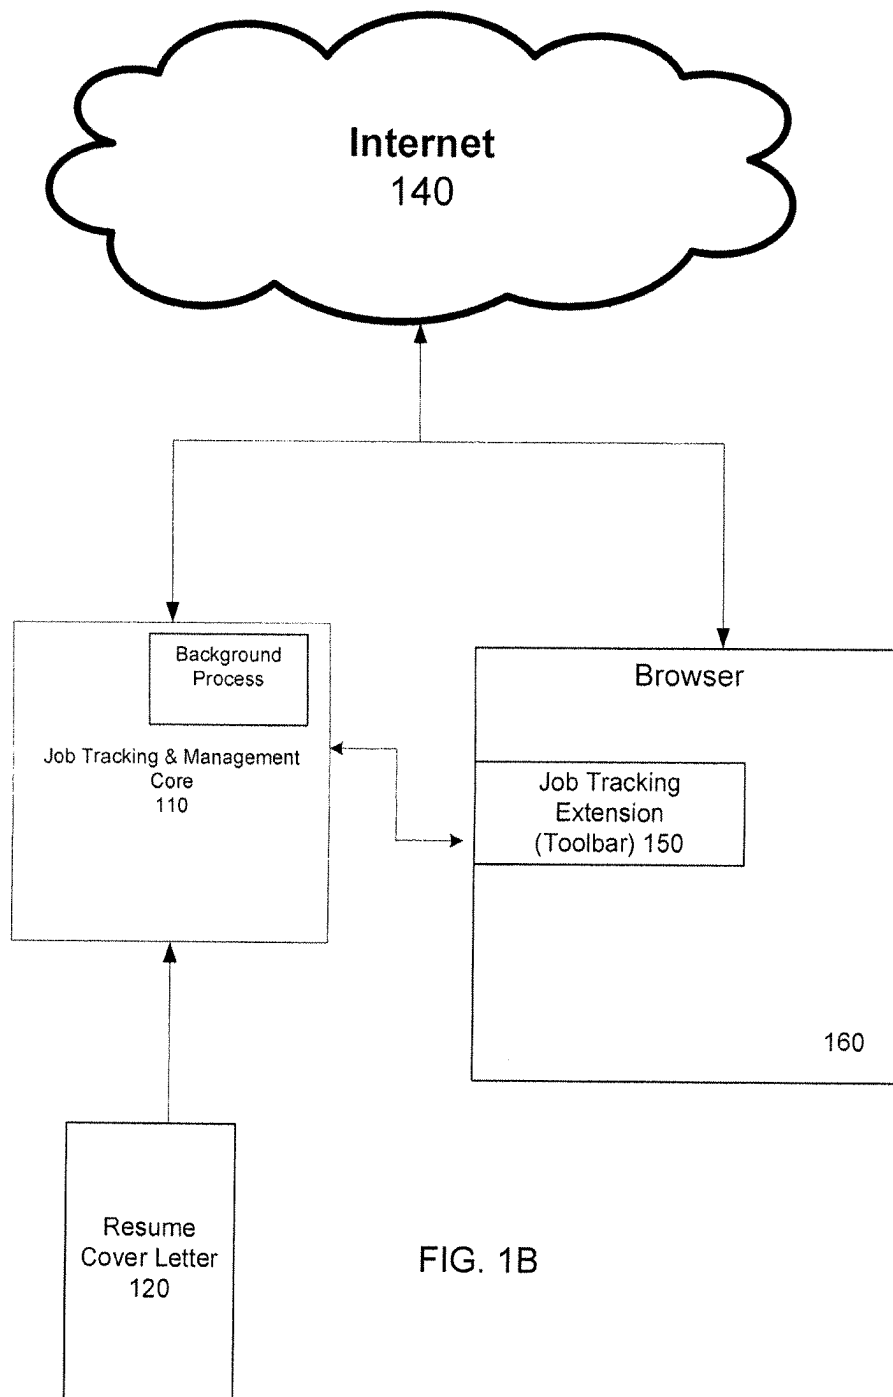 Internet
140
Background
Process
Job Tracking & Management
Core
110
Browser
Job Tracking
Extension
(Toolbar) 150
160
Resume
Cover Letter
120
FIG. 1B